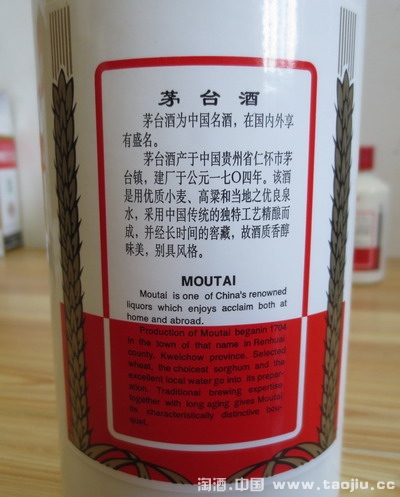 茅台酒
茅台酒为中国名酒，在国内外享
有盛名。
茅台酒产于中国贵州省仁怀市茅
台镇，建厂于公元一七〇四年。该酒
是用优质小麦、高粱和当地之优良泉
水，采用中国传统的独特工艺精酿而
成，并经长时间的窖藏，故酒质香醇
味美，别具风格。
MOUTAI
Moutai is one of China's renowned
liquors which enjoys acclaim both at
home and abroad.
Production of Moutai beganin 1704
in the town of that name in Renhuai
county, Kweichow province. Selected
wheat, the choicest sorghum and the
excellent local water go into its prepar-
ation. Traditional brewing expertise
together with long aging gives Moutai
its characteristically distinctive bou-
quet.
淘酒.中国 www.taojiu.cc